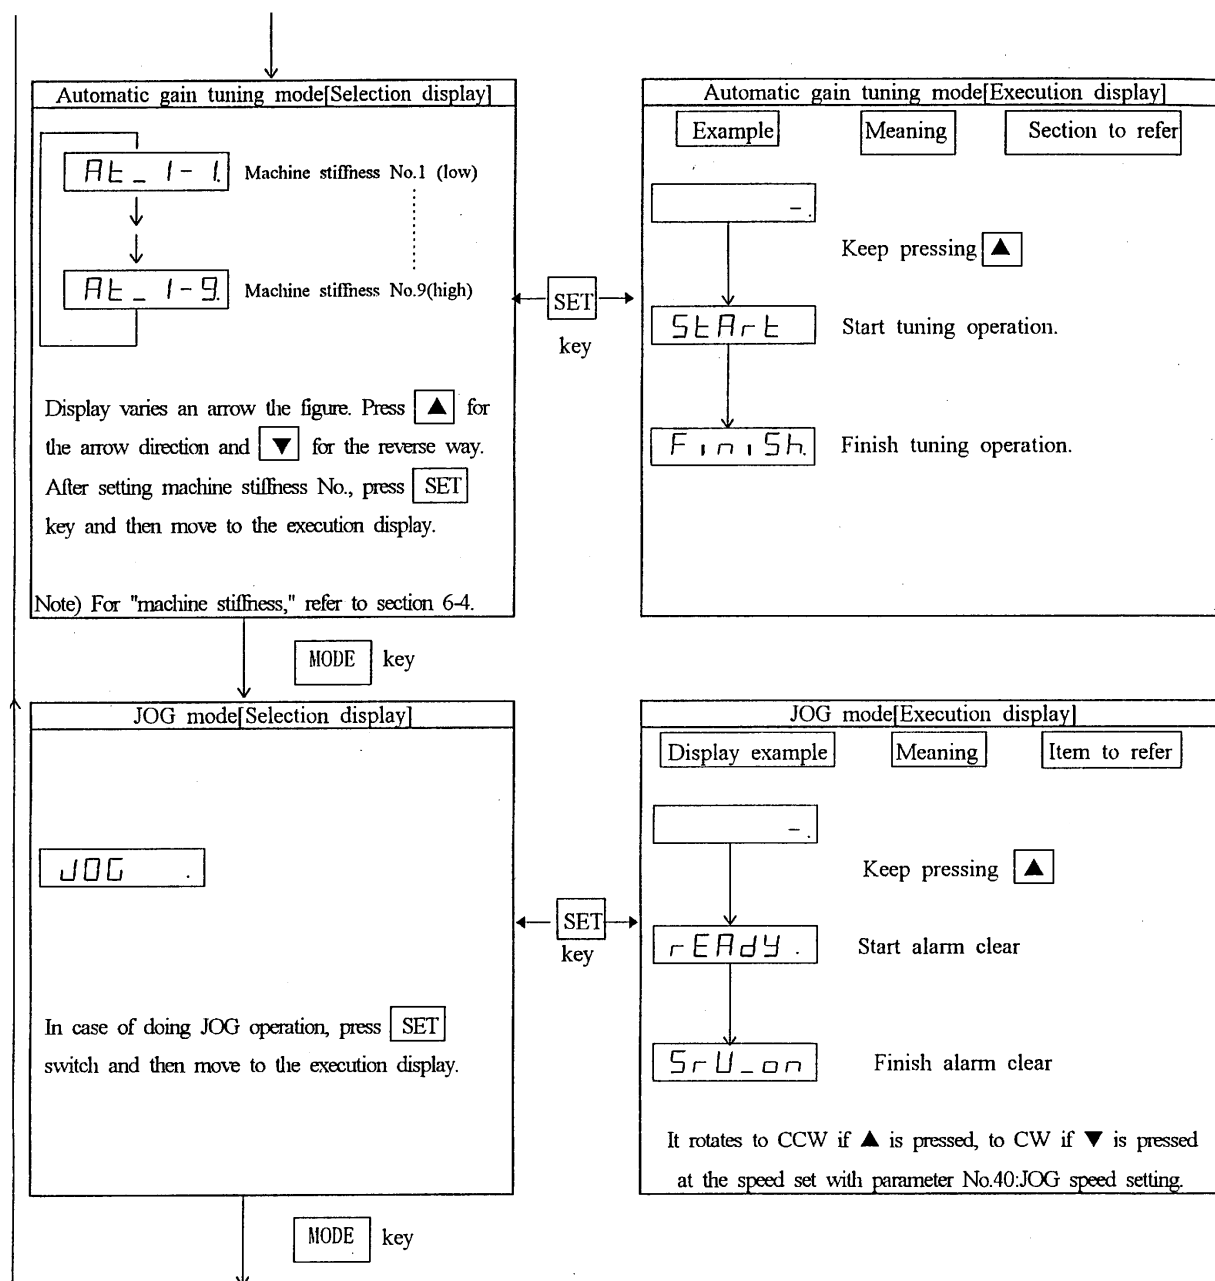 Automatic gain tuning mode[Selection display]
At_1-1.
Machine stiffness No.1 (low)
At_1-9.
Machine stiffness No.9(high)
Display varies an arrow the figure. Press ▲ for
the arrow direction and ▼ for the reverse way.
After setting machine stiffness No., press SET
key and then move to the execution display.
Note) For "machine stiffness," refer to section 6-4.
SET
key
Automatic gain tuning mode[Execution display]
Example Meaning Section to refer
-.
Keep pressing ▲
StArt
Start tuning operation.
FiniSh.
Finish tuning operation.
MODE key
JOG mode[Selection display]
JOG .
In case of doing JOG operation, press SET
switch and then move to the execution display.
SET
key
JOG mode[Execution display]
Display example Meaning Item to refer
-.
Keep pressing ▲
rEAdY.
Start alarm clear
SrU_on
Finish alarm clear
It rotates to CCW if ▲ is pressed, to CW if ▼ is pressed
at the speed set with parameter No.40:JOG speed setting.
MODE key